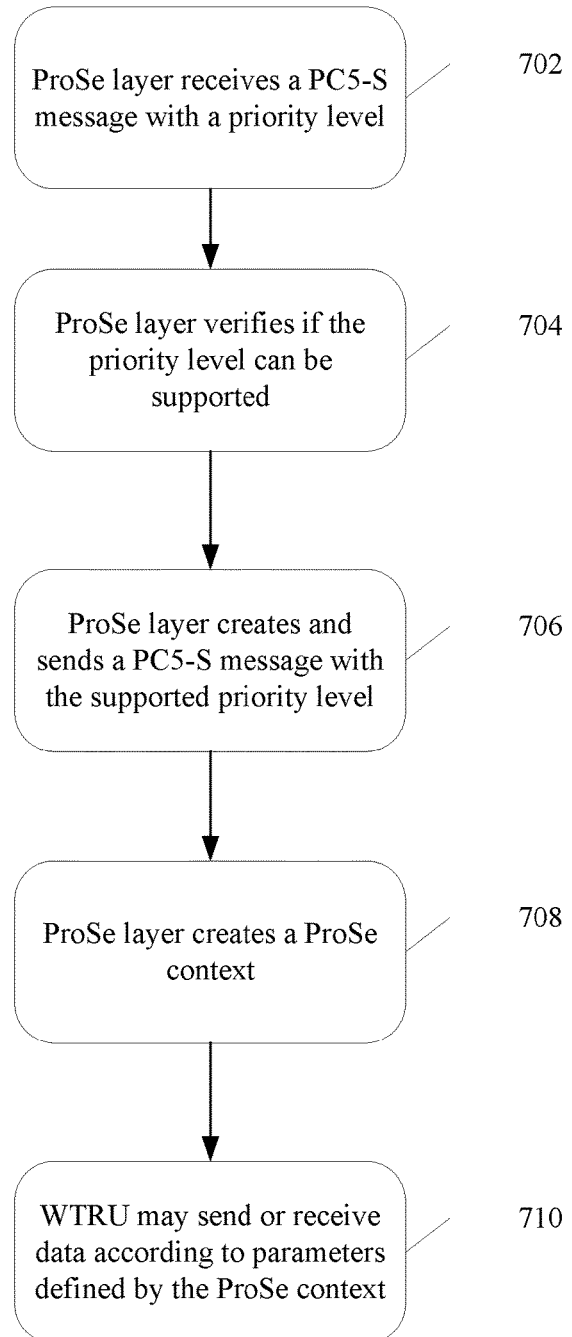 ProSe layer receives a PC5-S
message with a priority level
702
ProSe layer verifies if the
priority level can be
supported
704
ProSe layer creates and
sends a PC5-S message with
the supported priority level
706
ProSe layer creates a ProSe
context
708
WTRU may send or receive
data according to parameters
defined by the ProSe context
710